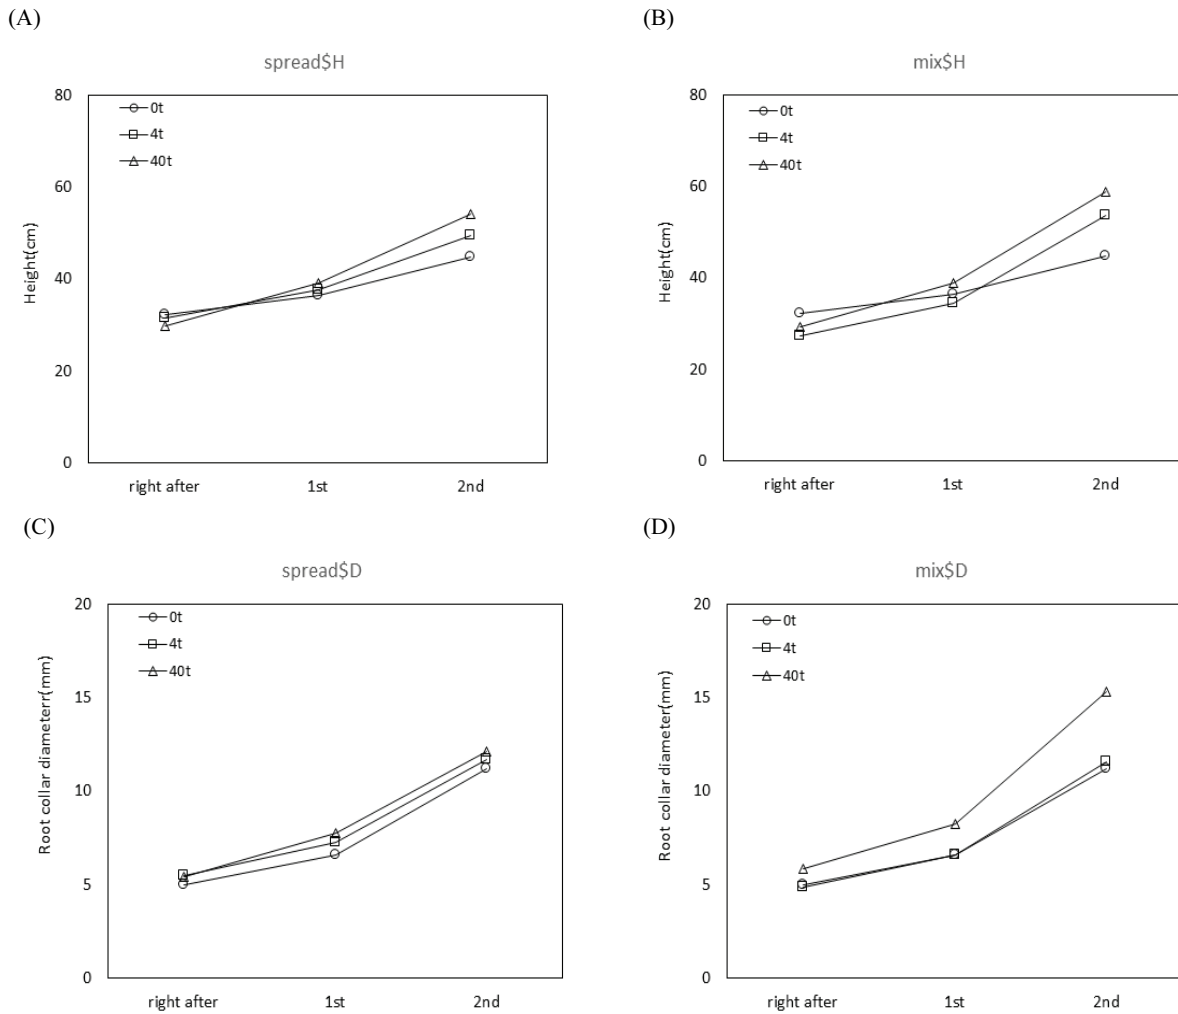 (A)
spread$H
Height(cm)
80
60
40
20
0
0t
4t
40t
right after 1st 2nd
(B)
mix$H
Height(cm)
80
60
40
20
0
0t
4t
40t
right after 1st 2nd
(C)
spread$D
Root collar diameterr(mm)
20
15
10
5
0
0t
4t
40t
right after 1st 2nd
(D)
mix$D
Root collar diameter(mm)
20
15
10
5
0
0t
4t
40t
right after 1st 2nd